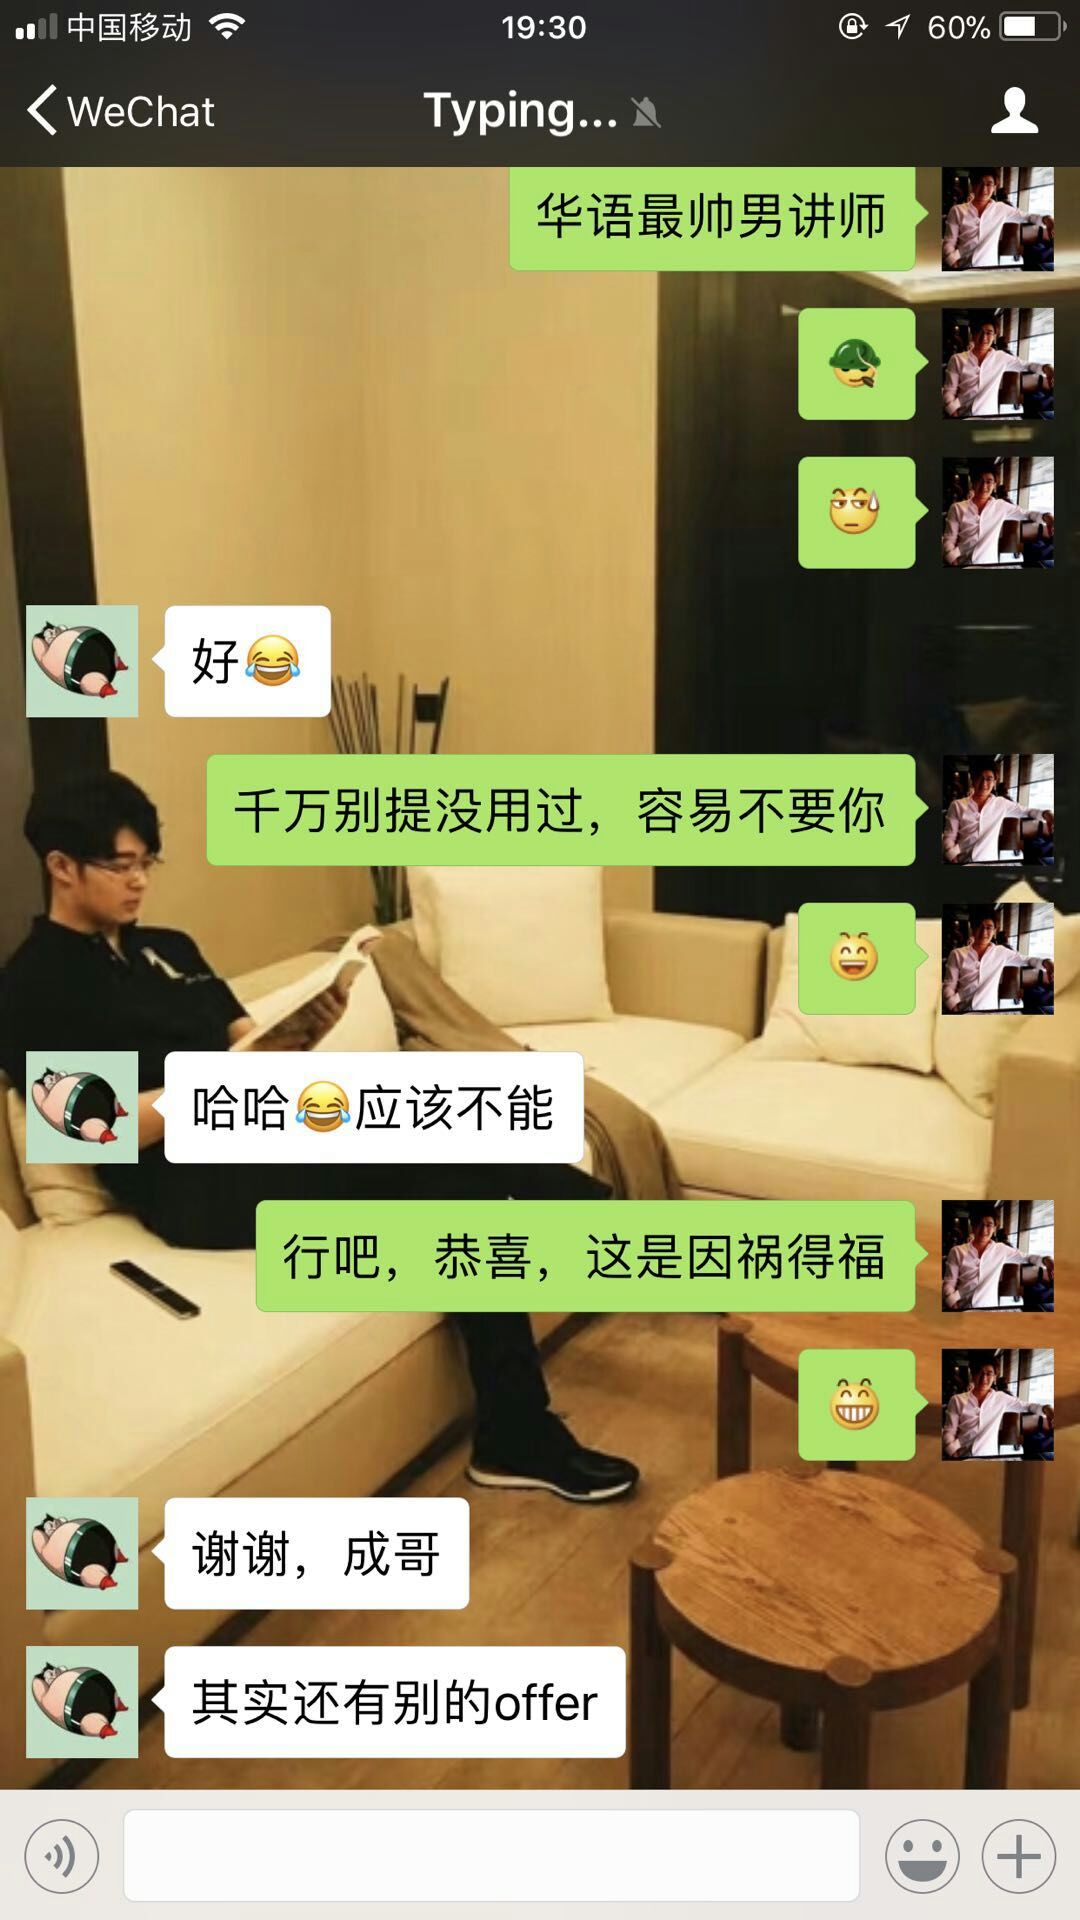 中国移动 19:30 60%
WeChat Typing...
华语最帅男讲师
好😂
千万别提没用过，容易不要你
哈哈😂应该不能
行吧，恭喜，这是因祸得福
谢谢，成哥
其实还有别的offer